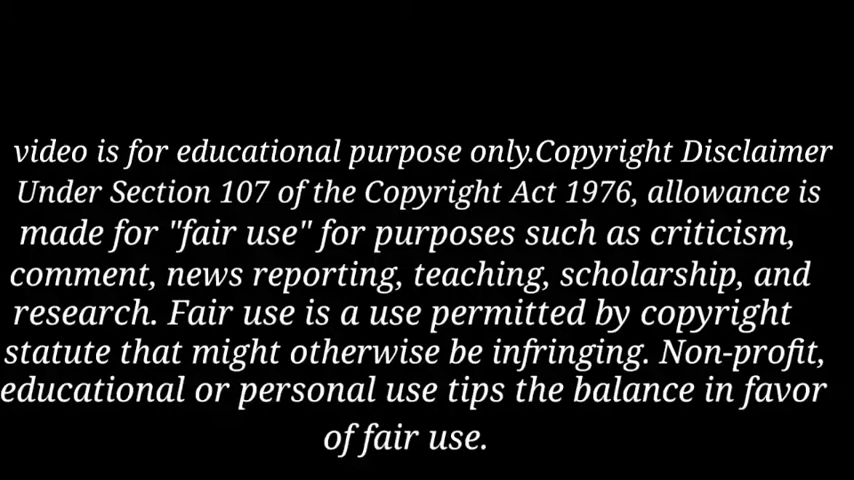 video is for educational purpose only.Copyright Disclaimer
Under Section 107 of the Copyright Act 1976, allowance is
made for "fair use" for purposes such as criticism,
comment, news reporting, teaching, scholarship, and
research. Fair use is a use permitted by copyright
statute that might otherwise be infringing. Non-profit,
educational or personal use tips the balance in favor
of fair use.